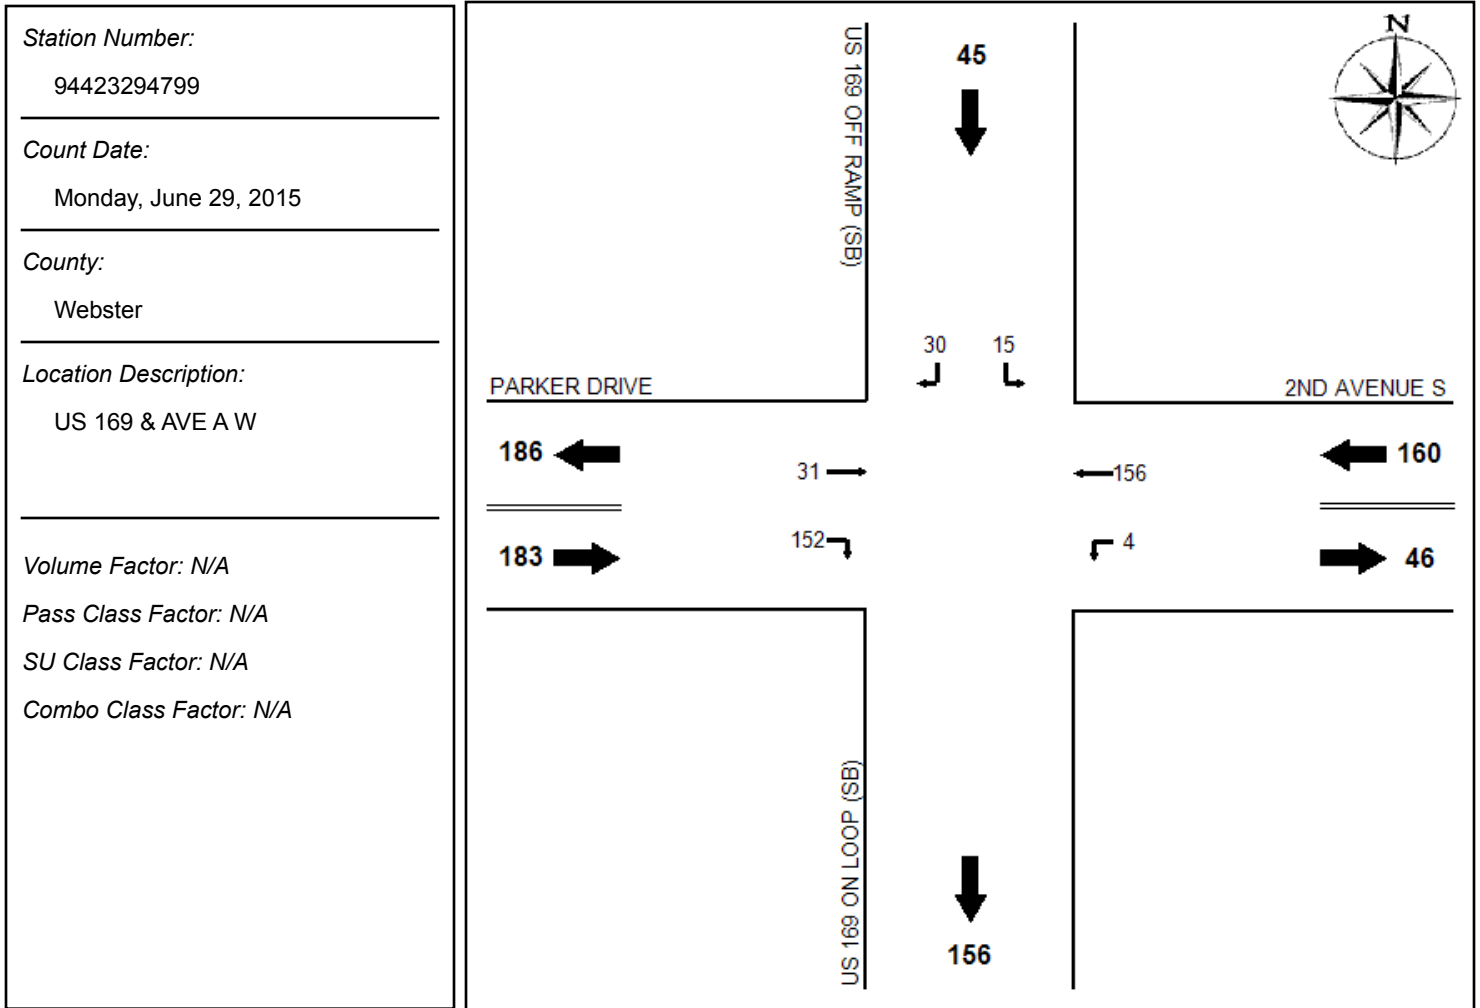 Station Number:
94423294799
Count Date:
Monday, June 29, 2015
County:
Webster
Location Description:
US 169 & AVE A W
Volume Factor: N/A
Pass Class Factor: N/A
SU Class Factor: N/A
Combo Class Factor: N/A
N
US 169 OFF RAMP (SB)
45
30 15
PARKER DRIVE
2ND AVENUE S
186
31
156
160
183
152
4
46
US 169 ON LOOP (SB)
156